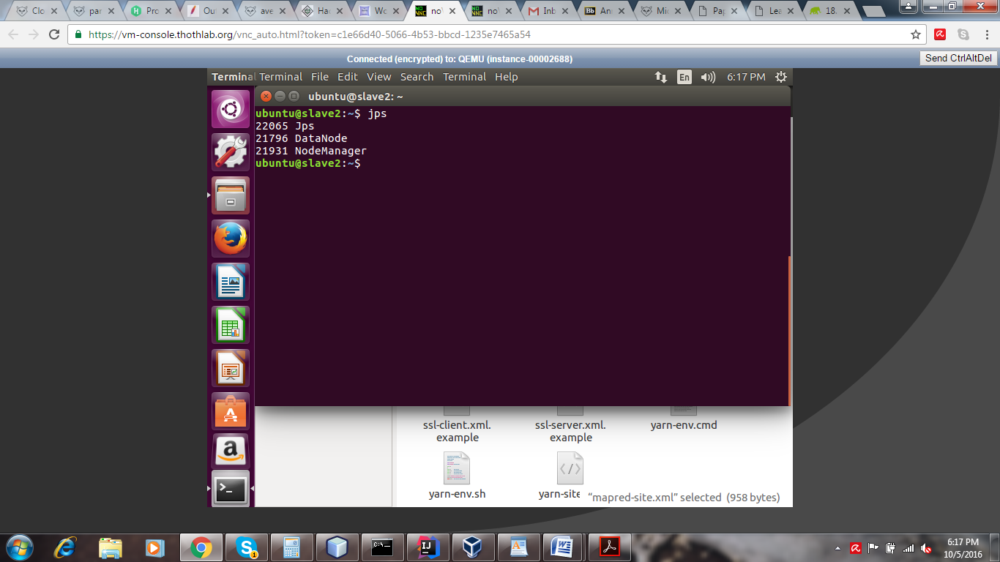 Clo
par
Pro
Our
ave
Hac
Wo
no'
no'
Inb
Ann
Mic
Pap
Lea
18.
https://vm-console.thothlab.org/vnc_auto.html?token=c1e66d40-5066-4b53-bbcd-1235e7465a54
Connected (encrypted) to: QEMU (instance-00002688)
Send CtrlAltDel
Terminal Terminal File Edit View Search Terminal Help
En
6:17 PM
ubuntu@slave2: ~
ubuntu@slave2:~$ jps
22065 Jps
21796 DataNode
21931 NodeManager
ubuntu@slave2:~$
ssl-client.xml.
example
ssl-server.xml.
example
yarn-env.cmd
yarn-env.sh
yarn-site
“mapred-site.xml” selected (958 bytes)
6:17 PM
10/5/2016